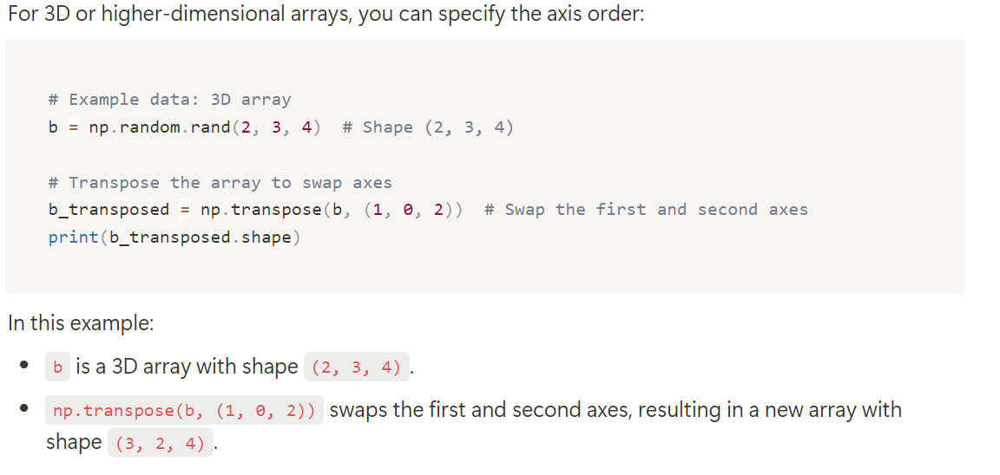 For 3D or higher-dimensional arrays, you can specify the axis order:
# Example data: 3D array
b = np.random.rand(2, 3, 4)  # Shape (2, 3, 4)
# Transpose the array to swap axes
b_transposed = np.transpose(b, (1, 0, 2))  # Swap the first and second axes
print(b_transposed.shape)
In this example:
• b is a 3D array with shape (2, 3, 4).
• np.transpose(b, (1, 0, 2)) swaps the first and second axes, resulting in a new array with
shape (3, 2, 4).